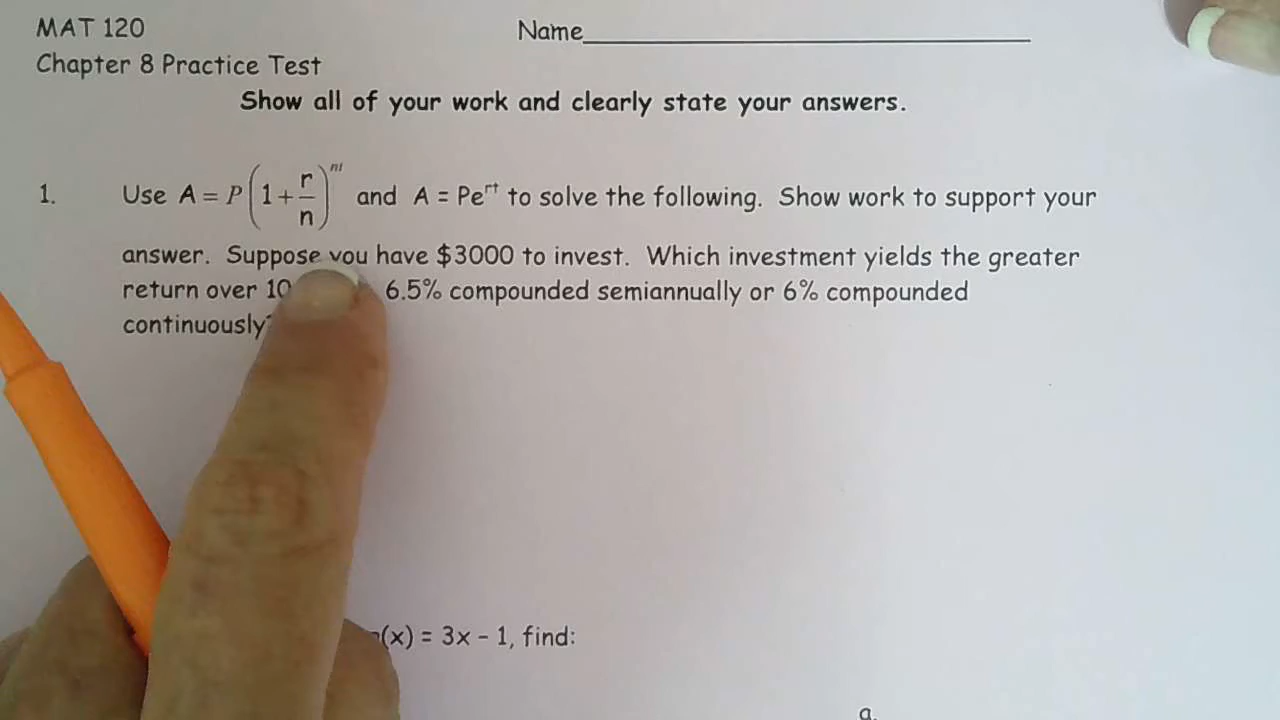 MAT 120 Name
Chapter 8 Practice Test
Show all of your work and clearly state your answers.
1. Use A = P(1 + r/n)^nt and A = Pe^rt to solve the following. Show work to support your
answer. Suppose you have $3000 to invest. Which investment yields the greater
return over 10 6.5% compounded semiannually or 6% compounded
continuously?
(x) = 3x - 1, find:
a.